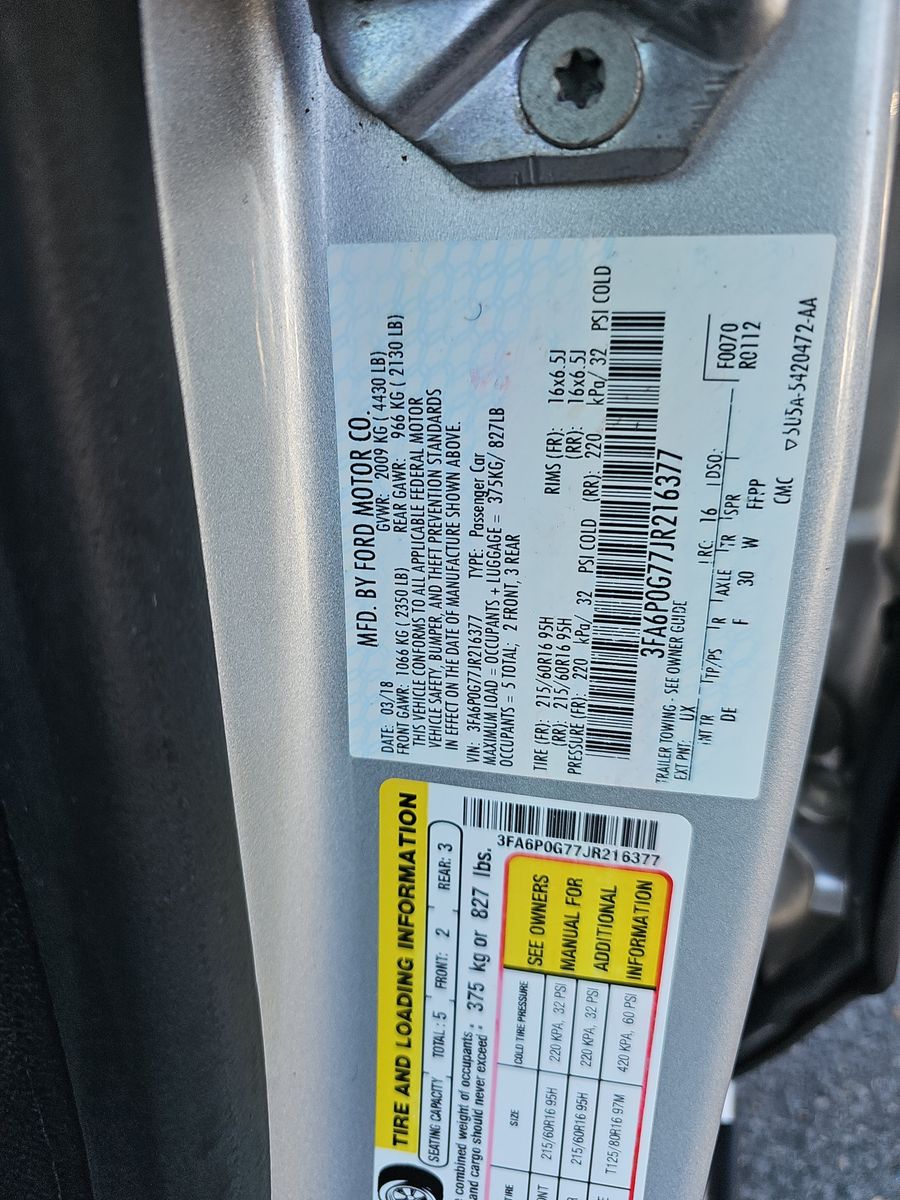 MFD. BY FORD MOTOR CO.
DATE: 03/18 GVWR: 2009 KG ( 4430 LB)
FRONT GAWR: 1066 KG ( 2350 LB) REAR GAWR: 966 KG ( 2130 LB)
THIS VEHICLE CONFORMS TO ALL APPLICABLE FEDERAL MOTOR
VEHICLE SAFETY, BUMPER, AND THEFT PREVENTION STANDARDS
IN EFFECT ON THE DATE OF MANUFACTURE SHOWN ABOVE.
VIN: 3FA6P0G77JR216377 TYPE: Passenger Car
MAXIMUM LOAD = OCCUPANTS + LUGGAGE = 375KG/ 827LB
OCCUPANTS = 5 TOTAL; 2 FRONT, 3 REAR
TIRE (FR): 215/60R16 95H RIMS (FR): 16x6.5J
(RR): 215/60R16 95H (RR): 16x6.5J
PRESSURE (FR): 220 kPa/ 32 PSI COLD (RR): 220 kPa/ 32 PSI COLD
3FA6P0G77JR216377
TRAILER TOWING - SEE OWNER GUIDE
EXT PNT: UX RC: 16 DSO: F0070
INT TR TP/PS R AXLE TR SPR R0112
DE F 30 W FFPP
CMC
5U5A-5420472-AA
TIRE AND LOADING INFORMATION
SEATING CAPACITY TOTAL: 5 FRONT: 2 REAR: 3
combined weight of occupants
and cargo should never exceed: 375 kg or 827 lbs.
3FA6P0G77JR216377
SIZE COLD TIRE PRESSURE
215/60R16 95H 220 KPA, 32 PSI
215/60R16 95H 220 KPA, 32 PSI
T125/80R16 97M 420 KPA, 60 PSI
SEE OWNERS
MANUAL FOR
ADDITIONAL
INFORMATION